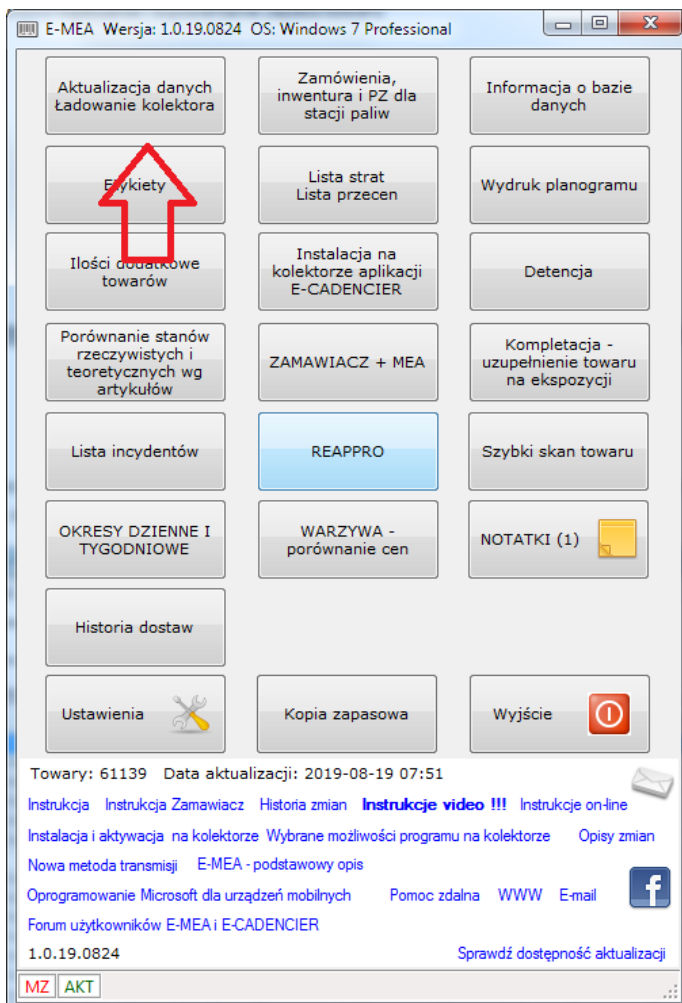 E-MEA Wersja: 1.0.19.0824 OS: Windows 7 Professional
Aktualizacja danych
Ładowanie kolektora
Zamówienia,
inwentura i PZ dla
stacji paliw
Informacja o bazie
danych
Etykiety
Lista strat
Lista przecen
Wydruk planogramu
Ilości dodatkowe
towarów
Instalacja na
kolektorze aplikacji
E-CADENCIER
Detencja
Porównanie stanów
rzeczywistych i
teoretycznych wg
artykułów
ZAMAWIACZ + MEA
Kompletacja -
uzupełnienie towaru
na ekspozycji
Lista incydentów
REAPPRO
Szybki skan towaru
OKRESY DZIENNE I
TYGODNIOWE
WARZYWA -
porównanie cen
NOTATKI (1)
Historia dostaw
Ustawienia
Kopia zapasowa
Wyjście
Towary: 61139 Data aktualizacji: 2019-08-19 07:51
Instrukcja Instrukcja Zamawiacz Historia zmian Instrukcje video !!! Instrukcje on-line
Instalacja i aktywacja na kolektorze Wybrane możliwości programu na kolektorze Opisy zmian
Nowa metoda transmisji E-MEA - podstawowy opis
Oprogramowanie Microsoft dla urządzeń mobilnych Pomoc zdalna WWW E-mail
Forum użytkowników E-MEA i E-CADENCIER
1.0.19.0824 Sprawdź dostępność aktualizacji
MZ AKT